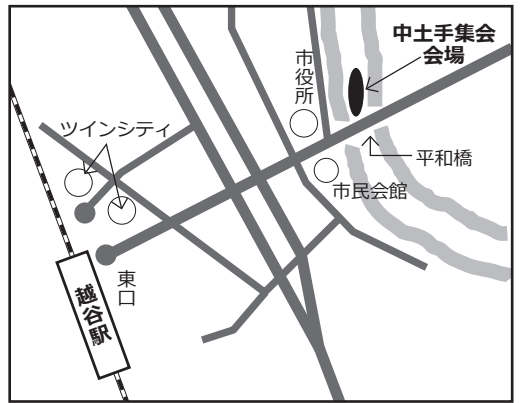 中土手集会
会場
市役所
ツインシティ
平和橋
市民会館
東口
越谷駅